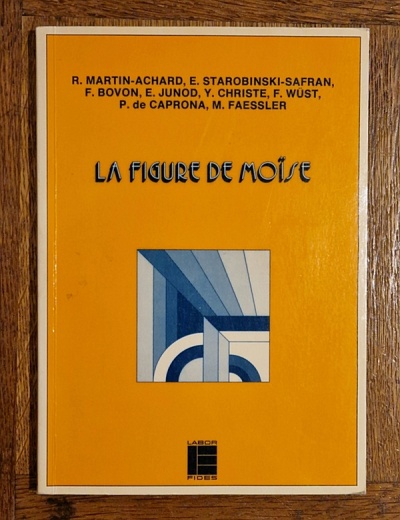 R. MARTIN-ACHARD, E. STAROBINSKI-SAFRAN,
F. BOVON, E. JUNOD, Y. CHRISTE, F. WÜST,
P. de CAPRONA, M. FAESSLER
LA FIGURE DE MOÏSE
LABOR
FIDES